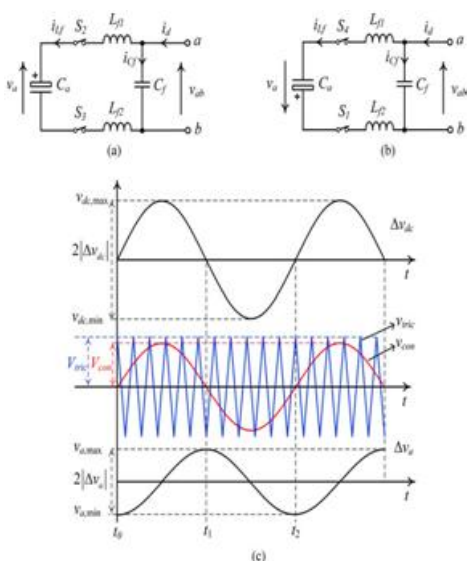 i_Lf S_2 L_f1 i_d a
i_Cf
v_a + C_a C_f v_ab
S_3 L_f2 b
(a)
i_Lf S_4 L_f1 i_d a
i_Cf
v_a + C_a C_f v_ab
S_1 L_f2 b
(b)
v_dc,max
Δv_dc
2|Δv_dc| t
v_dc,min
v_tric
V_tric V_con v_con
t
v_a,max Δv_a
2|Δv_a| t
v_a,min
t_0 t_1 t_2
(c)